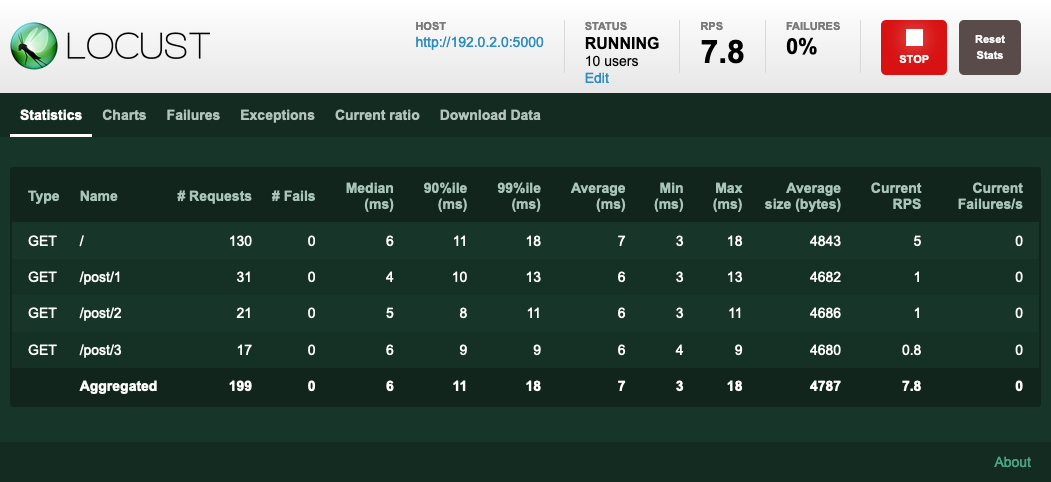 LOCUST
HOST
http://192.0.2.0:5000
STATUS
RUNNING
10 users
Edit
RPS
7.8
FAILURES
0%
STOP
Reset
Stats
Statistics Charts Failures Exceptions Current ratio Download Data
Type Name # Requests # Fails Median (ms) 90%ile (ms) 99%ile (ms) Average (ms) Min (ms) Max (ms) Average size (bytes) Current RPS Current Failures/s
GET / 130 0 6 11 18 7 3 18 4843 5 0
GET /post/1 31 0 4 10 13 6 3 13 4682 1 0
GET /post/2 21 0 5 8 11 6 3 11 4686 1 0
GET /post/3 17 0 6 9 9 6 4 9 4680 0.8 0
Aggregated 199 0 6 11 18 7 3 18 4787 7.8 0
About